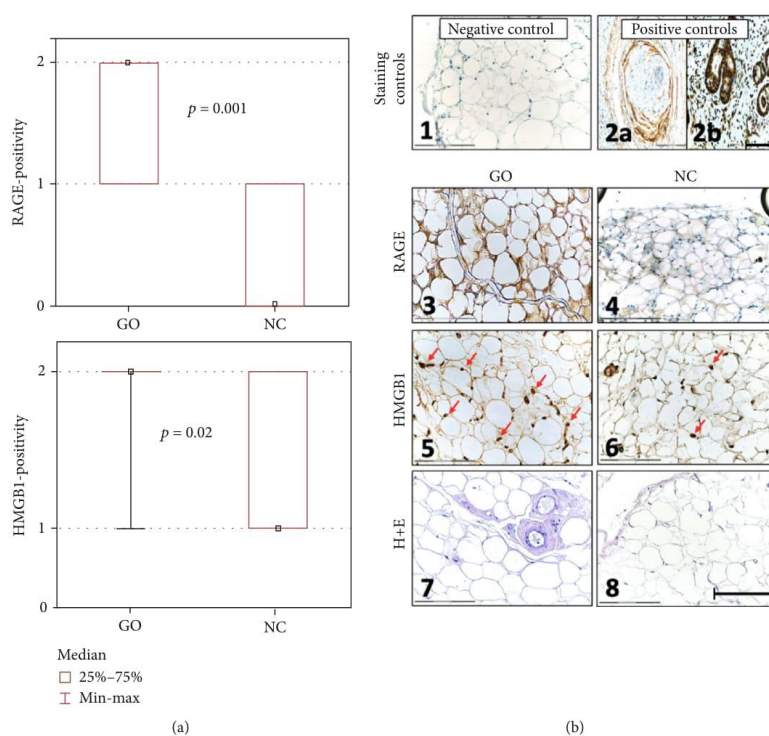 2
1
0
RAGE-positivity
p = 0.001
GO
NC
2
1
0
HMGB1-positivity
p = 0.02
GO
NC
Median
25%–75%
Min-max
(a)
Staining
controls
Negative control
Positive controls
1
2a
2b
GO
NC
RAGE
3
4
HMGB1
5
6
H+E
7
8
(b)